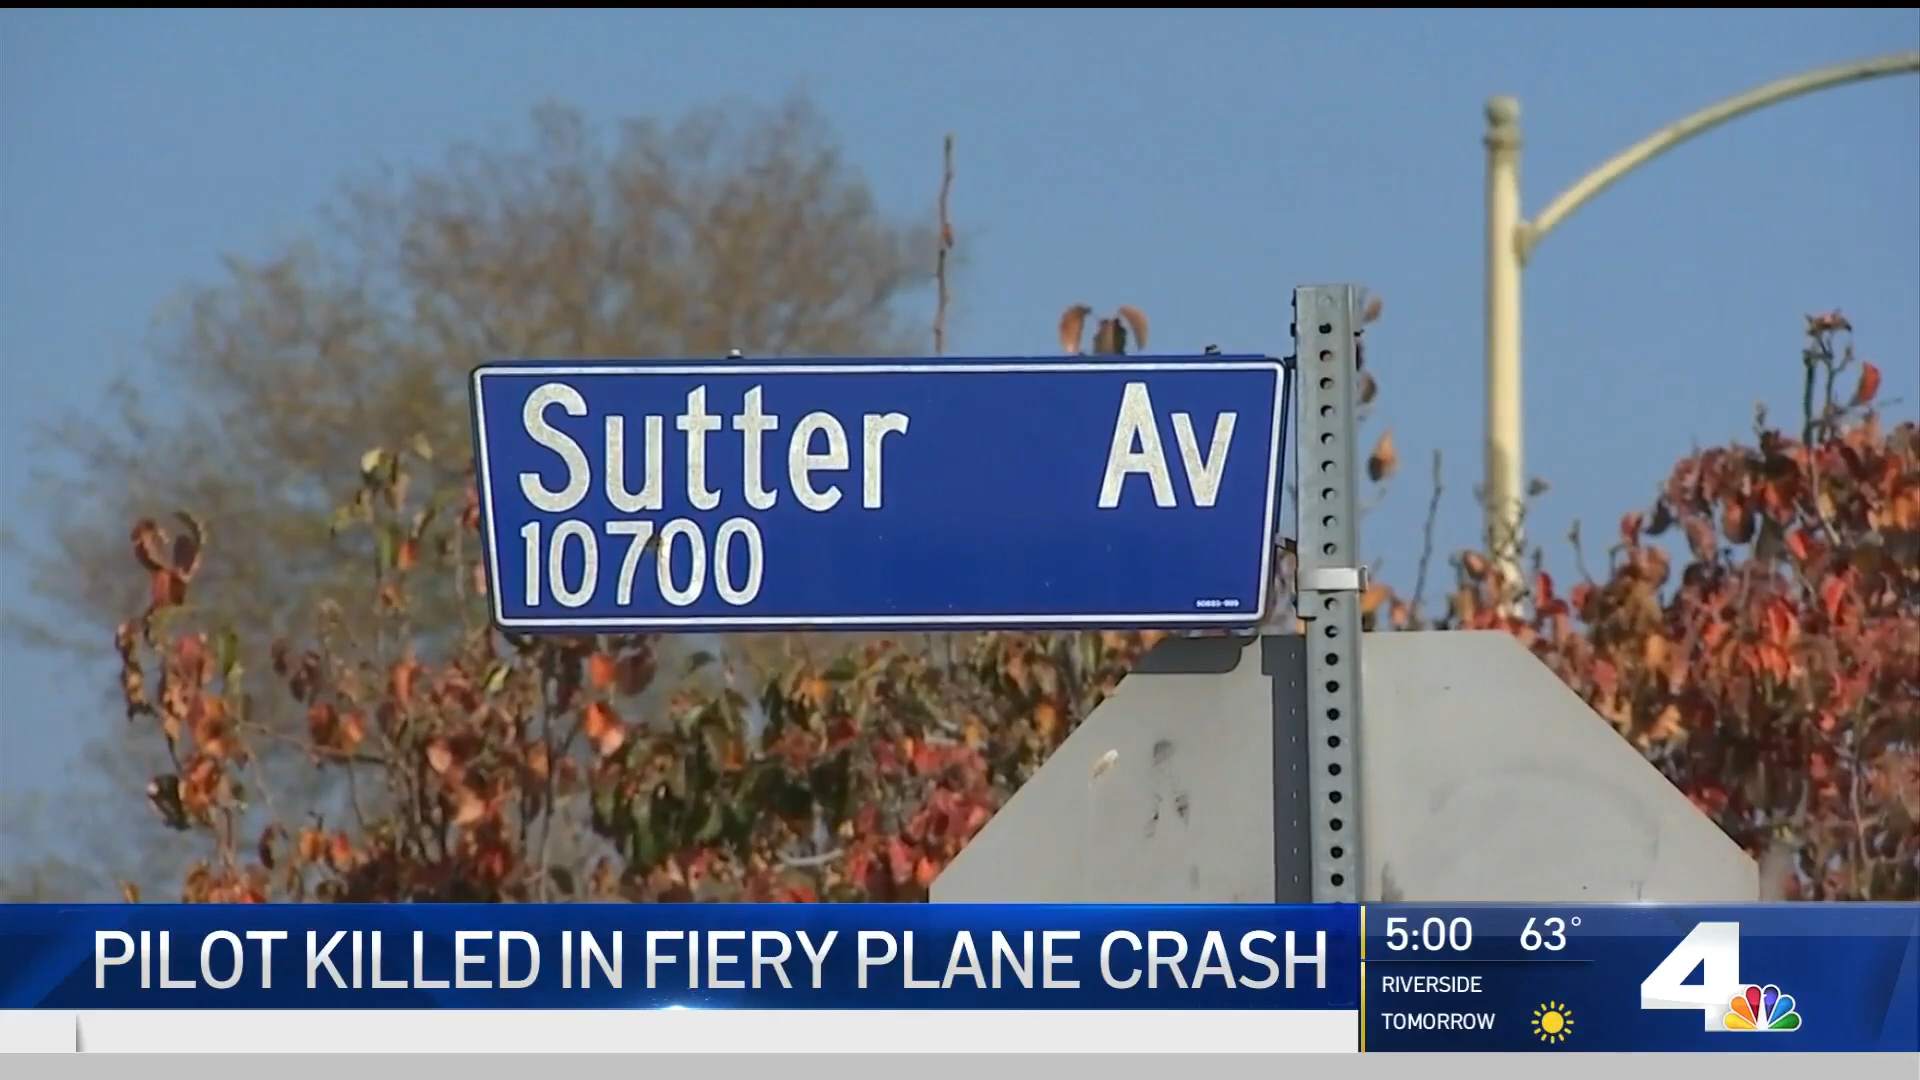 Sutter Av
10700
PILOT KILLED IN FIERY PLANE CRASH
5:00 63°
RIVERSIDE
TOMORROW
4